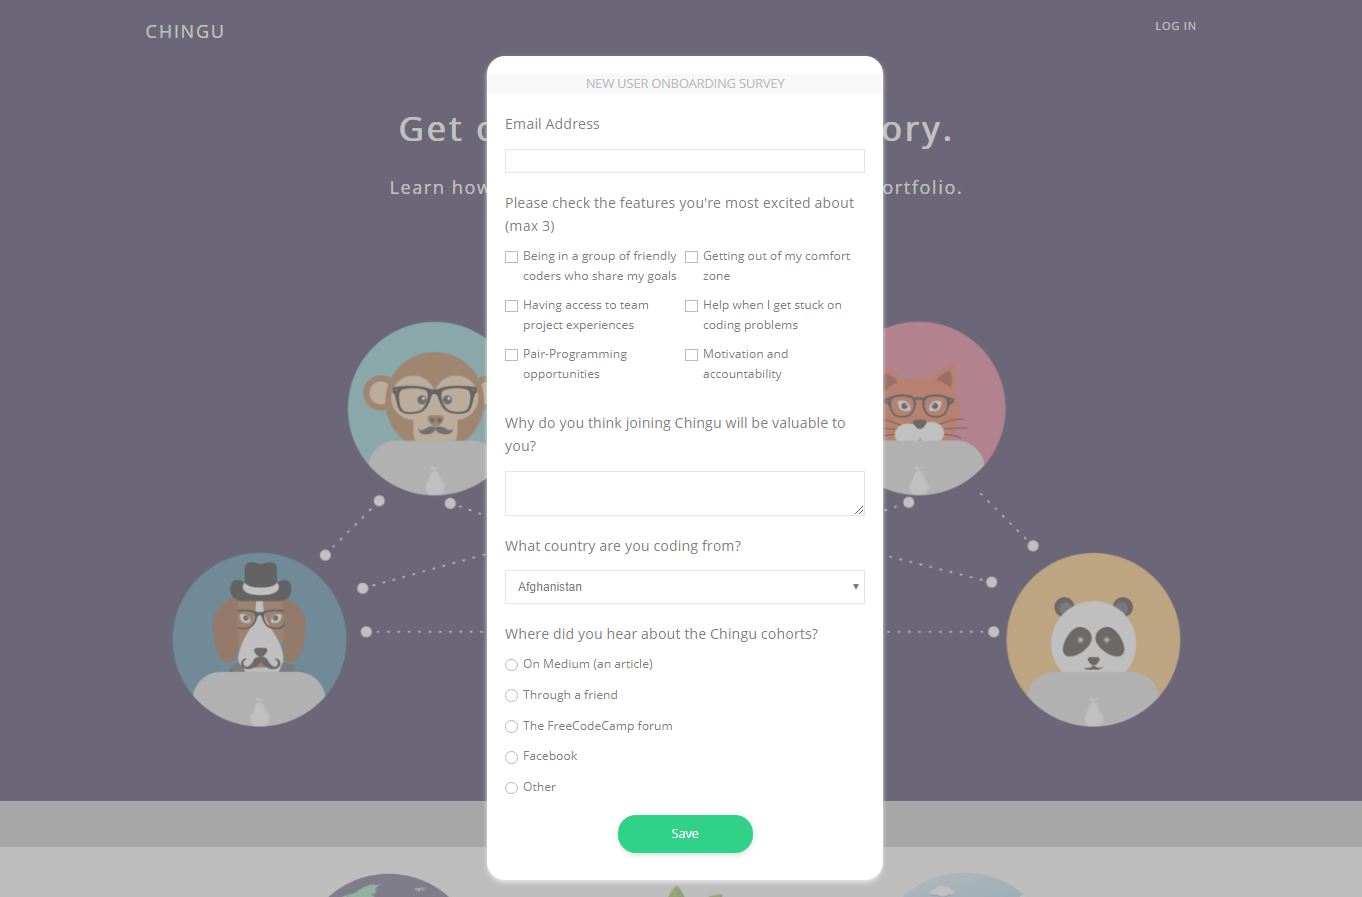 CHINGU
LOG IN
NEW USER ONBOARDING SURVEY
Get
ory.
Learn how
ortfolio.
Email Address
Please check the features you're most excited about
(max 3)
Being in a group of friendly
coders who share my goals
Getting out of my comfort
zone
Having access to team
project experiences
Help when I get stuck on
coding problems
Pair-Programming
opportunities
Motivation and
accountability
Why do you think joining Chingu will be valuable to
you?
What country are you coding from?
Afghanistan
Where did you hear about the Chingu cohorts?
On Medium (an article)
Through a friend
The FreeCodeCamp forum
Facebook
Other
Save